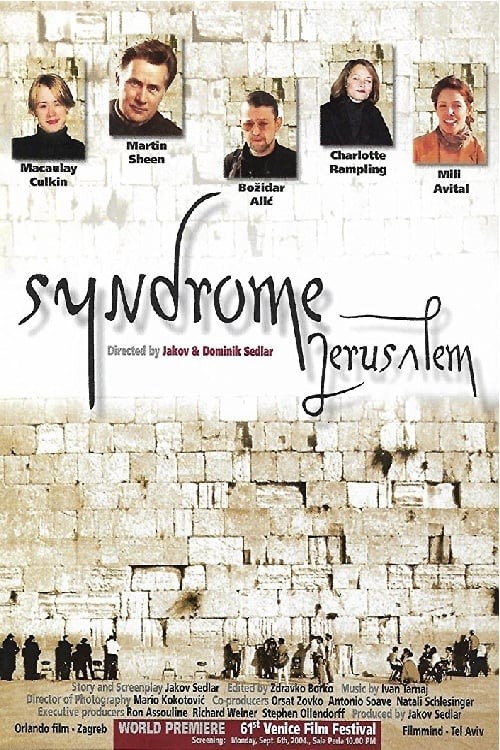 Macaulay
Culkin
Martin
Sheen
Božidar
Alić
Charlotte
Rampling
Mili
Avital
syndrome
Jerusalem
Directed by Jakov & Dominik Sedlar
Story and Screenplay Jakov Sedlar Edited by Zdravko Borko Music by Ivan Tarnaj
Director of Photography Mario Kokotović Co-producers Orsat Zovko Antonio Soave Natali Schlesinger
Executive producers Ron Assouline Richard Weiner Stephen Ollendorff Produced by Jakov Sedlar
Orlando film - Zagreb WORLD PREMIERE 61st Venice Film Festival Filmmind - Tel Aviv
Screening: Monday, Sept. 6th, 2004., Sala Perla 10.00 PM